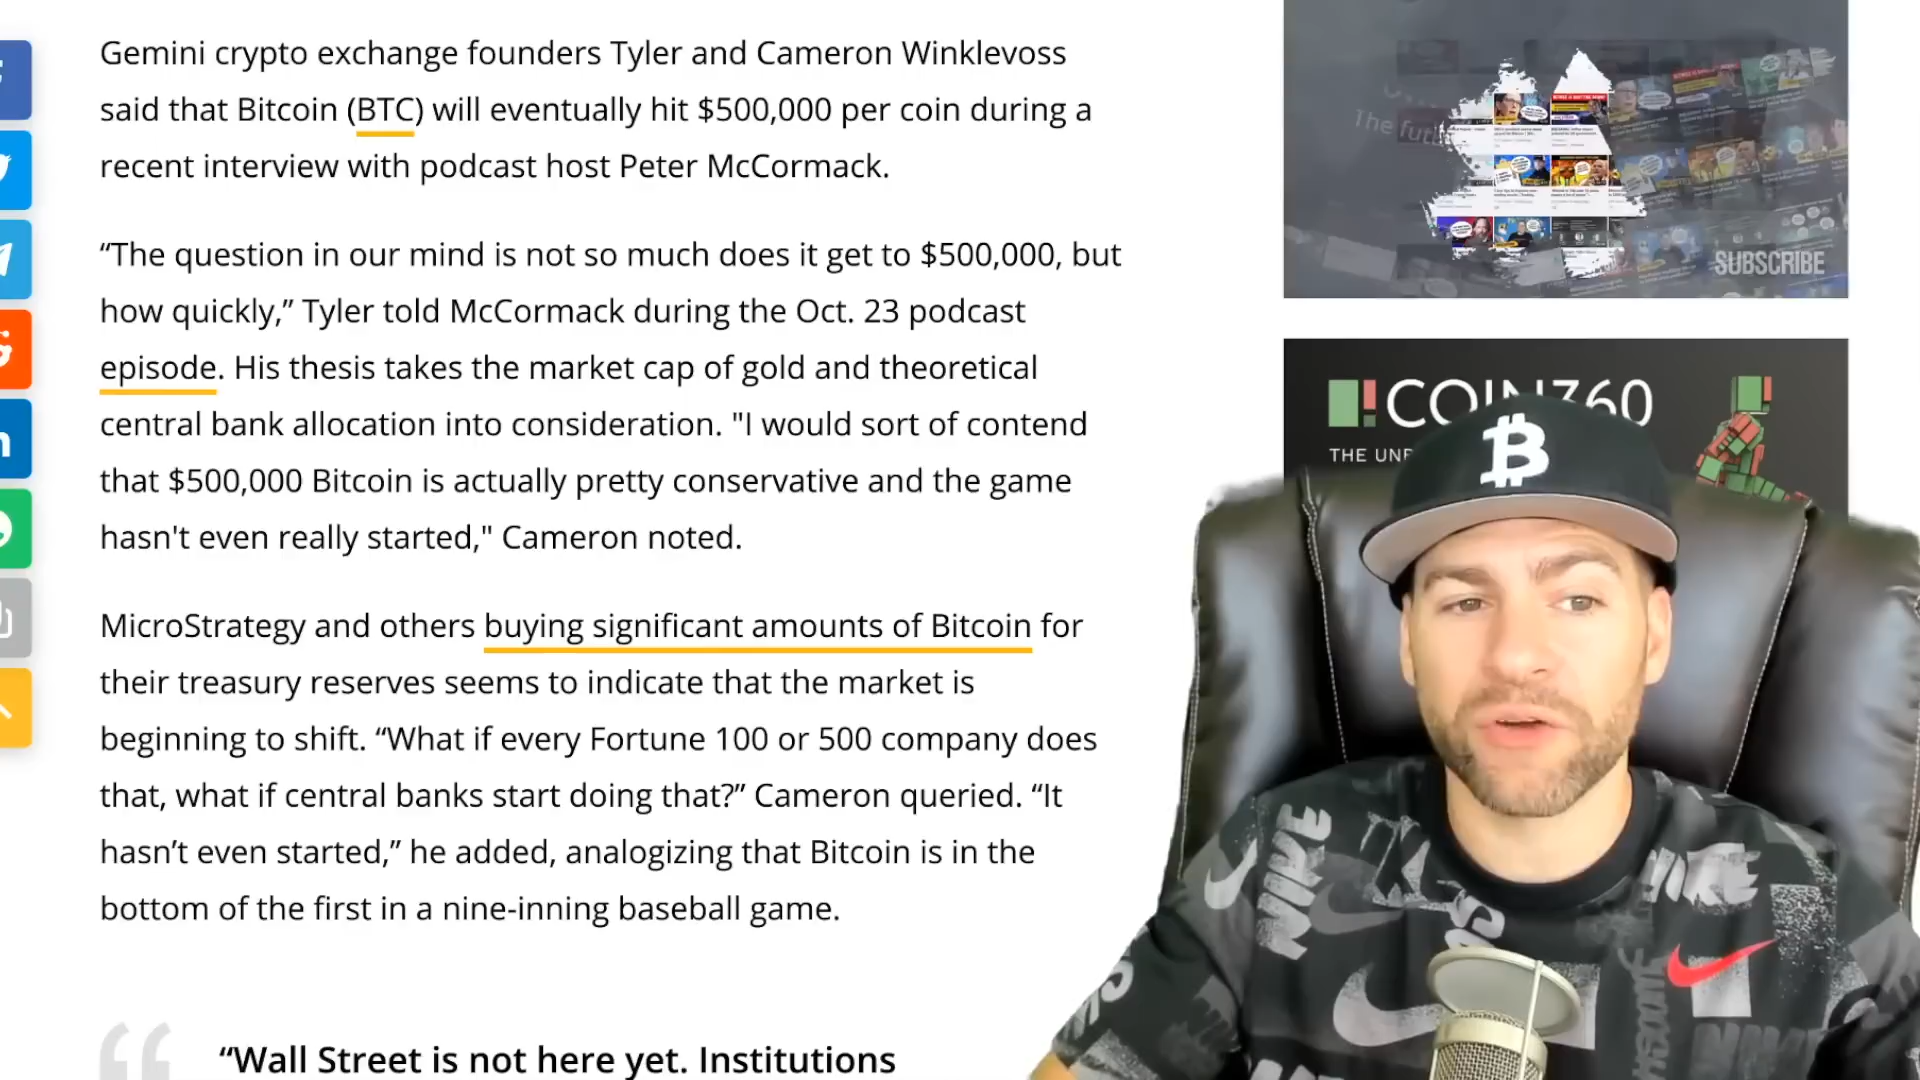 Gemini crypto exchange founders Tyler and Cameron Winklevoss
said that Bitcoin (BTC) will eventually hit $500,000 per coin during a
recent interview with podcast host Peter McCormack.
“The question in our mind is not so much does it get to $500,000, but
how quickly,” Tyler told McCormack during the Oct. 23 podcast
episode. His thesis takes the market cap of gold and theoretical
central bank allocation into consideration. "I would sort of contend
that $500,000 Bitcoin is actually pretty conservative and the game
hasn't even really started," Cameron noted.
MicroStrategy and others buying significant amounts of Bitcoin for
their treasury reserves seems to indicate that the market is
beginning to shift. “What if every Fortune 100 or 500 company does
that, what if central banks start doing that?” Cameron queried. “It
hasn’t even started,” he added, analogizing that Bitcoin is in the
bottom of the first in a nine-inning baseball game.
“Wall Street is not here yet. Institutions
The
SUBSCRIBE
COIN360
THE
NIKE
NIKE